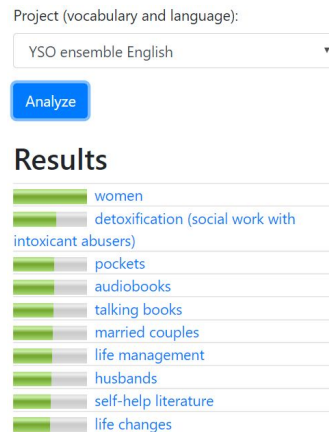 Project (vocabulary and language):
YSO ensemble English
Analyze
Results
women
detoxification (social work with
intoxicant abusers)
pockets
audiobooks
talking books
married couples
life management
husbands
self-help literature
life changes